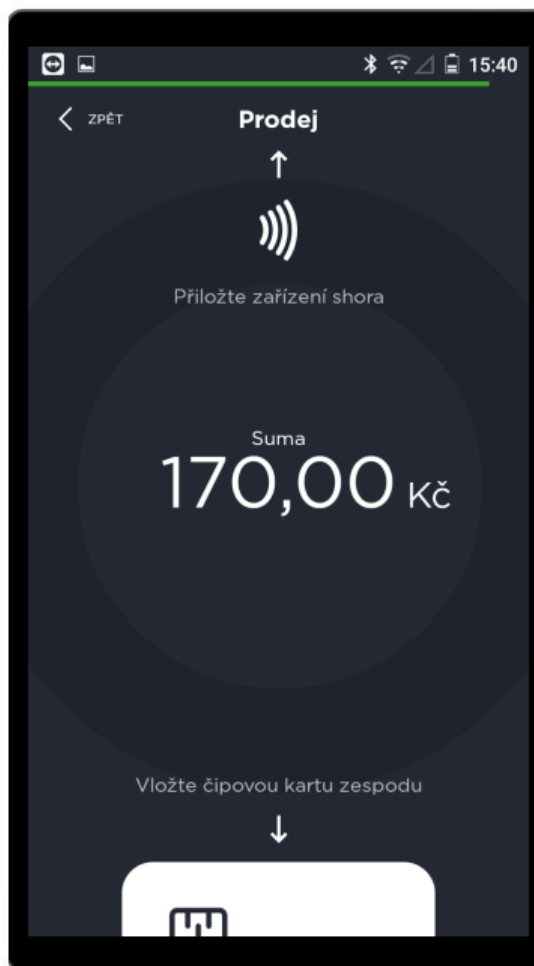 15:40
ZPĚT Prodej
Přiložte zařízení shora
Suma
170,00 Kč
Vložte čipovou kartu zespodu